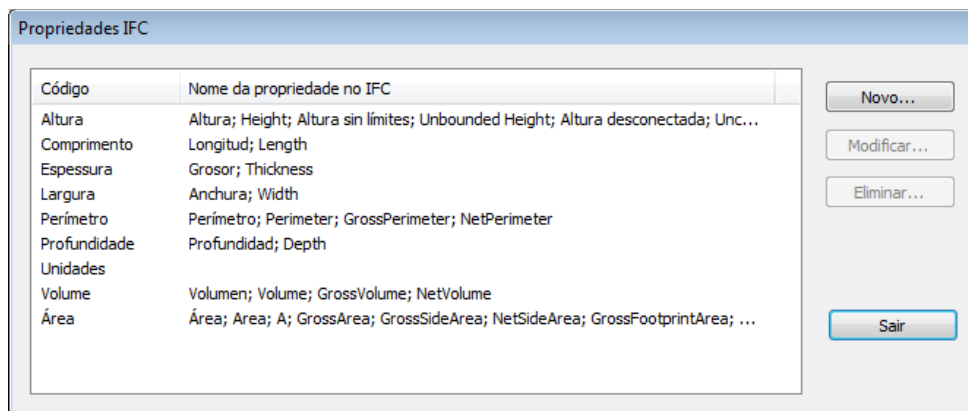 Propriedades IFC
Código Nome da propriedade no IFC
Novo...
Altura Altura; Height; Altura sin límites; Unbounded Height; Altura desconectada; Unc...
Comprimento Longitud; Length
Modificar...
Espessura Grosor; Thickness
Largura Anchura; Width
Eliminar...
Perímetro Perímetro; Perimeter; GrossPerimeter; NetPerimeter
Profundidade Profundidad; Depth
Unidades
Volume Volumen; Volume; GrossVolume; NetVolume
Área Área; Area; A; GrossArea; GrossSideArea; NetSideArea; GrossFootprintArea; ...
Sair